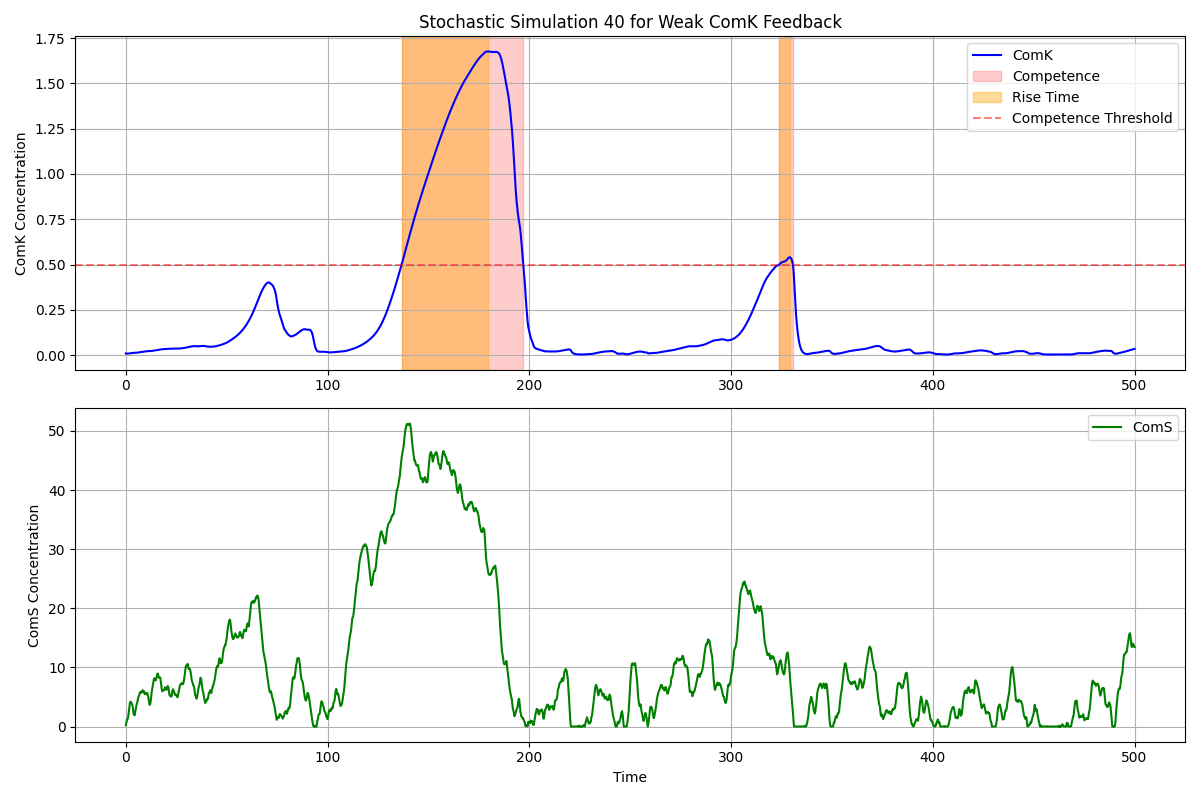 Stochastic Simulation 40 for Weak ComK Feedback
ComK Concentration
1.75
1.50
1.25
1.00
0.75
0.50
0.25
0.00
0 100 200 300 400 500
ComK
Competence
Rise Time
Competence Threshold
ComS Concentration
50
40
30
20
10
0
0 100 200 300 400 500
ComS
Time